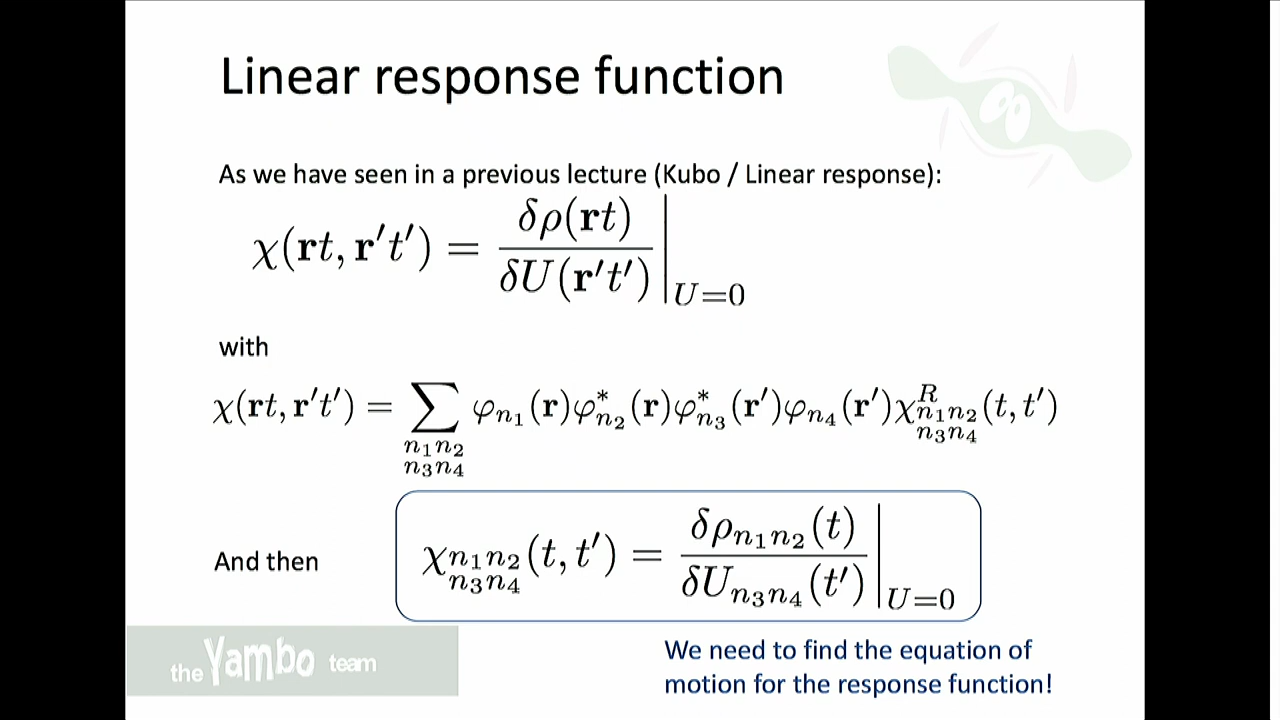 Linear response function
As we have seen in a previous lecture (Kubo / Linear response):
χ(rt, r′t′) = δρ(rt) / δU(r′t′) |_{U=0}
with
χ(rt, r′t′) = ∑_{n₁n₂ n₃n₄} φ_{n₁}(r)φ*_{n₂}(r)φ*_{n₃}(r′)φ_{n₄}(r′)χ^R_{n₁n₂ n₃n₄}(t, t′)
And then χ_{n₁n₂ n₃n₄}(t, t′) = δρ_{n₁n₂}(t) / δU_{n₃n₄}(t′) |_{U=0}
the Yambo team
We need to find the equation of
motion for the response function!